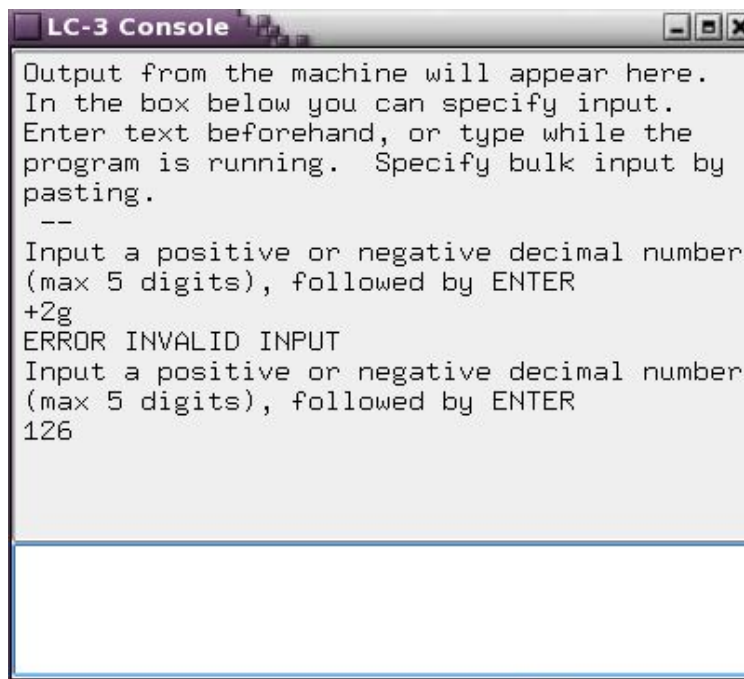 LC-3 Console
Output from the machine will appear here.
In the box below you can specify input.
Enter text beforehand, or type while the
program is running.  Specify bulk input by
pasting.
--
Input a positive or negative decimal number
(max 5 digits), followed by ENTER
+2g
ERROR INVALID INPUT
Input a positive or negative decimal number
(max 5 digits), followed by ENTER
126